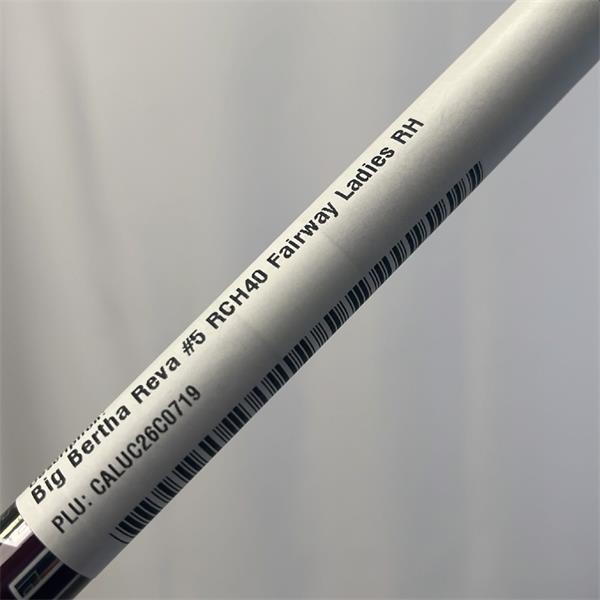 Big Bertha Reva #5 RCH40 Fairway Ladies RH
PLU: CALUC26C0719